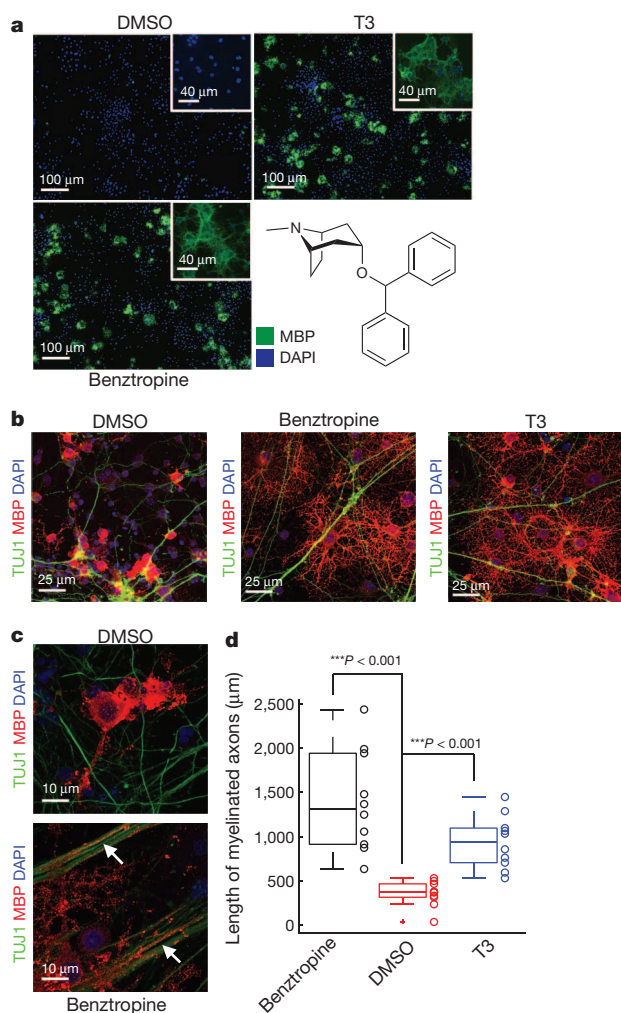 a
DMSO
T3
40 μm
100 μm
40 μm
100 μm
40 μm
100 μm
Benztropine
N
O
MBP
DAPI
b
DMSO
Benztropine
T3
TUJ1 MBP DAPI
25 μm
TUJ1 MBP DAPI
25 μm
TUJ1 MBP DAPI
25 μm
c
DMSO
TUJ1 MBP DAPI
10 μm
TUJ1 MBP DAPI
10 μm
Benztropine
d
***P < 0.001
***P < 0.001
Length of myelinated axons (μm)
2,500
2,000
1,500
1,000
500
0
Benztropine
DMSO
T3